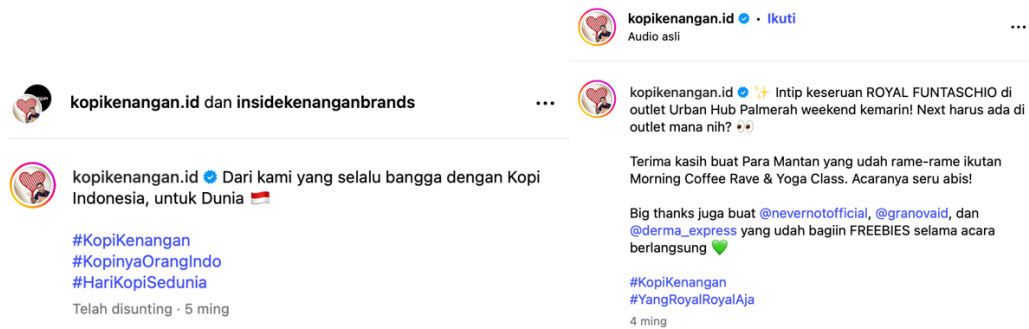 kopikenangan.id dan insidekenanganbrands
kopikenangan.id Dari kami yang selalu bangga dengan Kopi
Indonesia, untuk Dunia 🇮🇩
#KopiKenangan
#KopinyaOrangIndo
#HariKopiSedunia
Telah disunting · 5 ming
kopikenangan.id · Ikuti
Audio asli
kopikenangan.id ✨ Intip keseruan ROYAL FUNTASCHIO di
outlet Urban Hub Palmerah weekend kemarin! Next harus ada di
outlet mana nih? 👀
Terima kasih buat Para Mantan yang udah rame-rame ikutan
Morning Coffee Rave & Yoga Class. Acaranya seru abis!
Big thanks juga buat @nevernotofficial, @granovaid, dan
@derma_express yang udah bagiin FREEBIES selama acara
berlangsung 💚
#KopiKenangan
#YangRoyalRoyalAja
4 ming